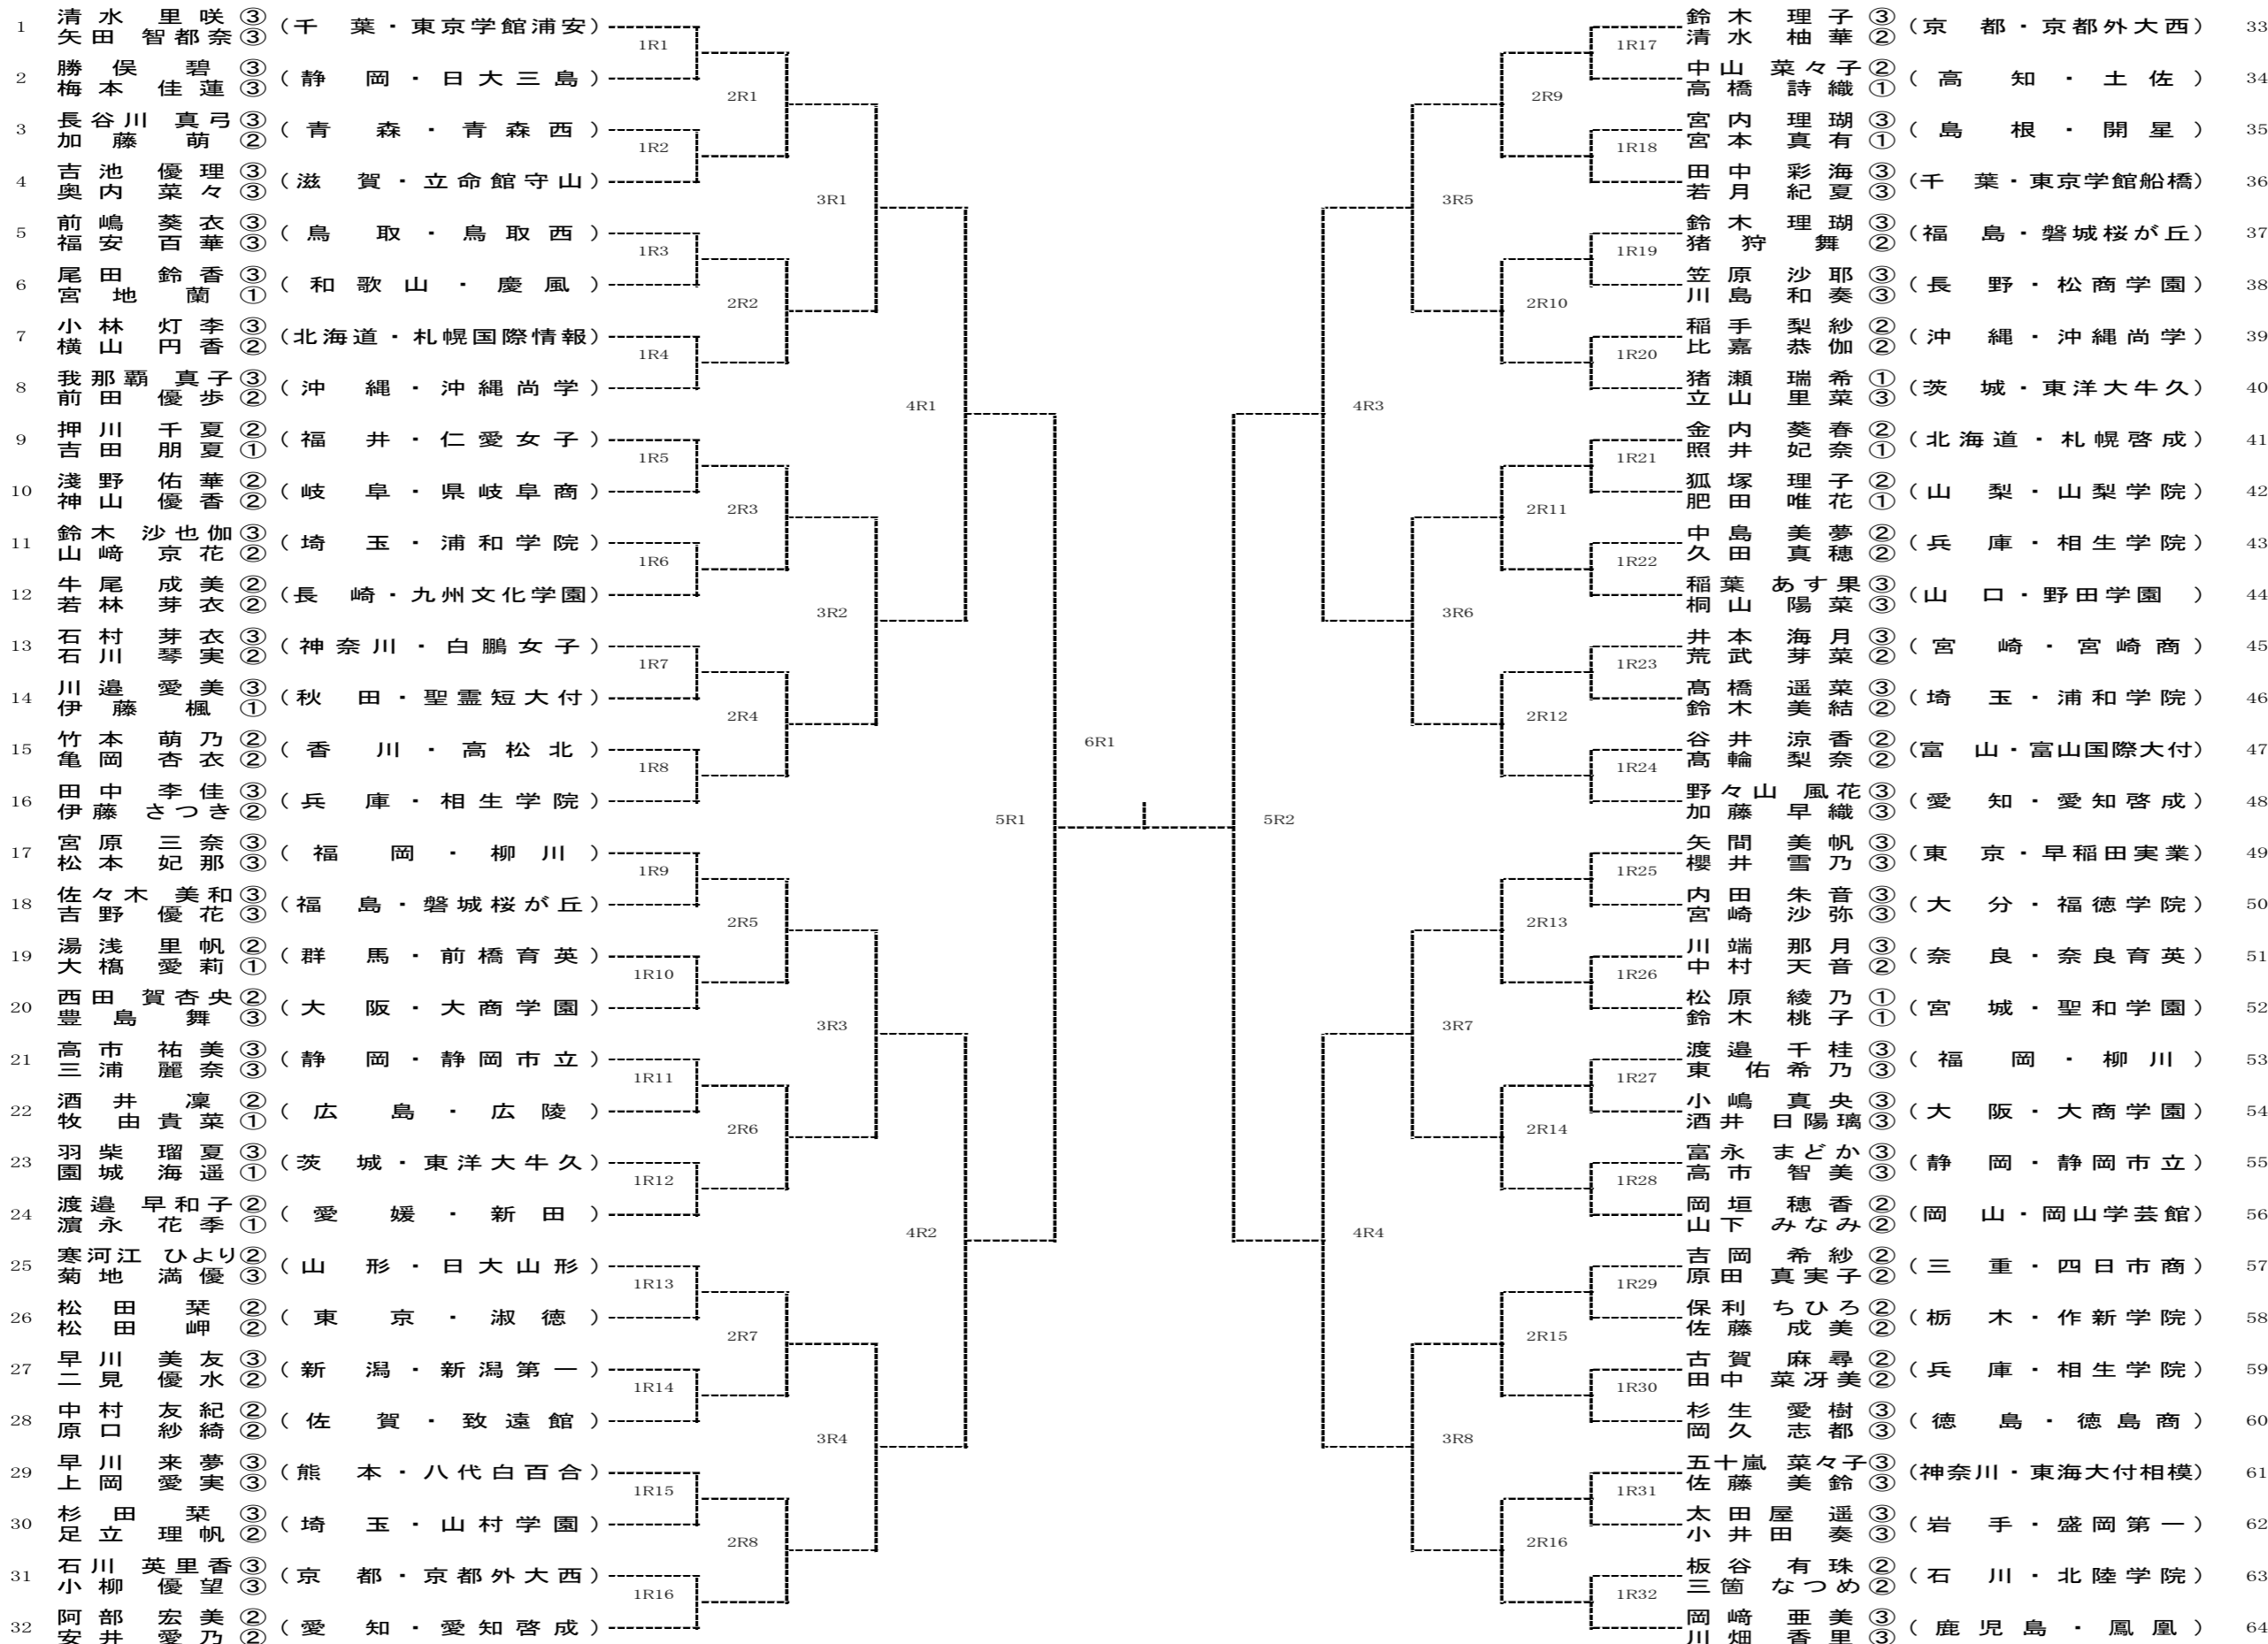 1 清水 里咲 ③ (千葉・東京学館浦安)
矢田 智都奈 ③
2 勝俣 碧 ③ (静岡・日大三島)
梅本 佳蓮 ③
3 長谷川 真弓 ③ (青森・青森西)
加藤 萌 ②
4 吉池 優理 ③ (滋賀・立命館守山)
奥内 菜々 ③
5 前嶋 葵衣 ③ (鳥取・鳥取西)
福安 百華 ③
6 尾田 鈴香 ③ (和歌山・慶風)
宮地 蘭 ①
7 小林 灯李 ③ (北海道・札幌国際情報)
横山 円香 ②
8 我那覇 真子 ③ (沖縄・沖縄尚学)
前田 優歩 ②
9 押川 千夏 ② (福井・仁愛女子)
吉田 朋夏 ①
10 淺野 佑華 ② (岐阜・県岐阜商)
神山 優香 ②
11 鈴木 沙也伽 ③ (埼玉・浦和学院)
山﨑 京花 ②
12 牛尾 成美 ② (長崎・九州文化学園)
若林 芽衣 ②
13 石村 芽衣 ③ (神奈川・白鵬女子)
石川 琴実 ②
14 川邉 愛美 ③ (秋田・聖霊短大付)
伊藤 楓 ①
15 竹本 萌乃 ② (香川・高松北)
亀岡 杏衣 ②
16 田中 李佳 ③ (兵庫・相生学院)
伊藤 さつき ②
17 宮原 三奈 ③ (福岡・柳川)
松本 妃那 ③
18 佐々木 美和 ③ (福島・磐城桜が丘)
吉野 優花 ③
19 湯浅 里帆 ② (群馬・前橋育英)
大橋 愛莉 ①
20 西田 賀杏央 ② (大阪・大商学園)
豊島 舞 ③
21 高市 祐美 ③ (静岡・静岡市立)
三浦 麗奈 ③
22 酒井 凜 ② (広島・広陵)
牧 由貴菜 ①
23 羽柴 瑠夏 ③ (茨城・東洋大牛久)
園城 海遥 ①
24 渡邉 早和子 ② (愛媛・新田)
濵永 花季 ①
25 寒河江 ひより ② (山形・日大山形)
菊地 満優 ③
26 松田 栞 ② (東京・淑徳)
松田 岬 ②
27 早川 美友 ③ (新潟・新潟第一)
二見 優水 ②
28 中村 友紀 ② (佐賀・致遠館)
原口 紗綺 ②
29 早川 来夢 ③ (熊本・八代白百合)
上岡 愛実 ③
30 杉田 栞 ③ (埼玉・山村学園)
足立 理帆 ②
31 石川 英里香 ③ (京都・京都外大西)
小柳 優望 ③
32 阿部 宏美 ② (愛知・愛知啓成)
安井 愛乃 ②
1R1
1R2
1R3
1R4
1R5
1R6
1R7
1R8
1R9
1R10
1R11
1R12
1R13
1R14
1R15
1R16
2R1
2R2
2R3
2R4
2R5
2R6
2R7
2R8
3R1
3R2
3R3
3R4
4R1
4R2
5R1
6R1
5R2
4R3
4R4
3R5
3R6
3R7
3R8
2R9
2R10
2R11
2R12
2R13
2R14
2R15
2R16
1R17
1R18
1R19
1R20
1R21
1R22
1R23
1R24
1R25
1R26
1R27
1R28
1R29
1R30
1R31
1R32
鈴木 理子 ③ (京都・京都外大西) 33
清水 柚華 ②
中山 菜々子 ② (高知・土佐) 34
高橋 詩織 ①
宮内 理瑚 ③ (島根・開星) 35
宮本 真有 ①
田中 彩海 ③ (千葉・東京学館船橋) 36
若月 紀夏 ③
鈴木 理瑚 ③ (福島・磐城桜が丘) 37
猪狩 舞 ②
笠原 沙耶 ③ (長野・松商学園) 38
川島 和奏 ③
稲手 梨紗 ② (沖縄・沖縄尚学) 39
比嘉 恭伽 ②
猪瀬 瑞希 ① (茨城・東洋大牛久) 40
立山 里菜 ③
金内 葵春 ② (北海道・札幌啓成) 41
照井 妃奈 ①
狐塚 理子 ② (山梨・山梨学院) 42
肥田 唯花 ①
中島 美夢 ② (兵庫・相生学院) 43
久田 真穂 ②
稲葉 あす果 ③ (山口・野田学園) 44
桐山 陽菜 ③
井本 海月 ③ (宮崎・宮崎商) 45
荒武 芽菜 ②
髙橋 遥菜 ③ (埼玉・浦和学院) 46
鈴木 美結 ②
谷井 涼香 ② (富山・富山国際大付) 47
髙輪 梨奈 ②
野々山 風花 ③ (愛知・愛知啓成) 48
加藤 早織 ③
矢間 美帆 ③ (東京・早稲田実業) 49
櫻井 雪乃 ③
内田 朱音 ③ (大分・福徳学院) 50
宮崎 沙弥 ③
川端 那月 ③ (奈良・奈良育英) 51
中村 天音 ②
松原 綾乃 ① (宮城・聖和学園) 52
鈴木 桃子 ①
渡邉 千桂 ③ (福岡・柳川) 53
東 佑希乃 ③
小嶋 真央 ③ (大阪・大商学園) 54
酒井 日陽璃 ③
富永 まどか ③ (静岡・静岡市立) 55
高市 智美 ③
岡垣 穂香 ② (岡山・岡山学芸館) 56
山下 みなみ ②
吉岡 希紗 ② (三重・四日市商) 57
原田 真実子 ②
保利 ちひろ ② (栃木・作新学院) 58
佐藤 成美 ②
古賀 麻尋 ② (兵庫・相生学院) 59
田中 菜冴美 ②
杉生 愛樹 ③ (徳島・徳島商) 60
岡久 志都 ③
五十嵐 菜々子 ③ (神奈川・東海大付相模) 61
佐藤 美鈴 ③
太田屋 遥 ③ (岩手・盛岡第一) 62
小井田 奏 ③
板谷 有珠 ② (石川・北陸学院) 63
三箇 なつめ ②
岡﨑 亜美 ③ (鹿児島・鳳凰) 64
川畑 香里 ③